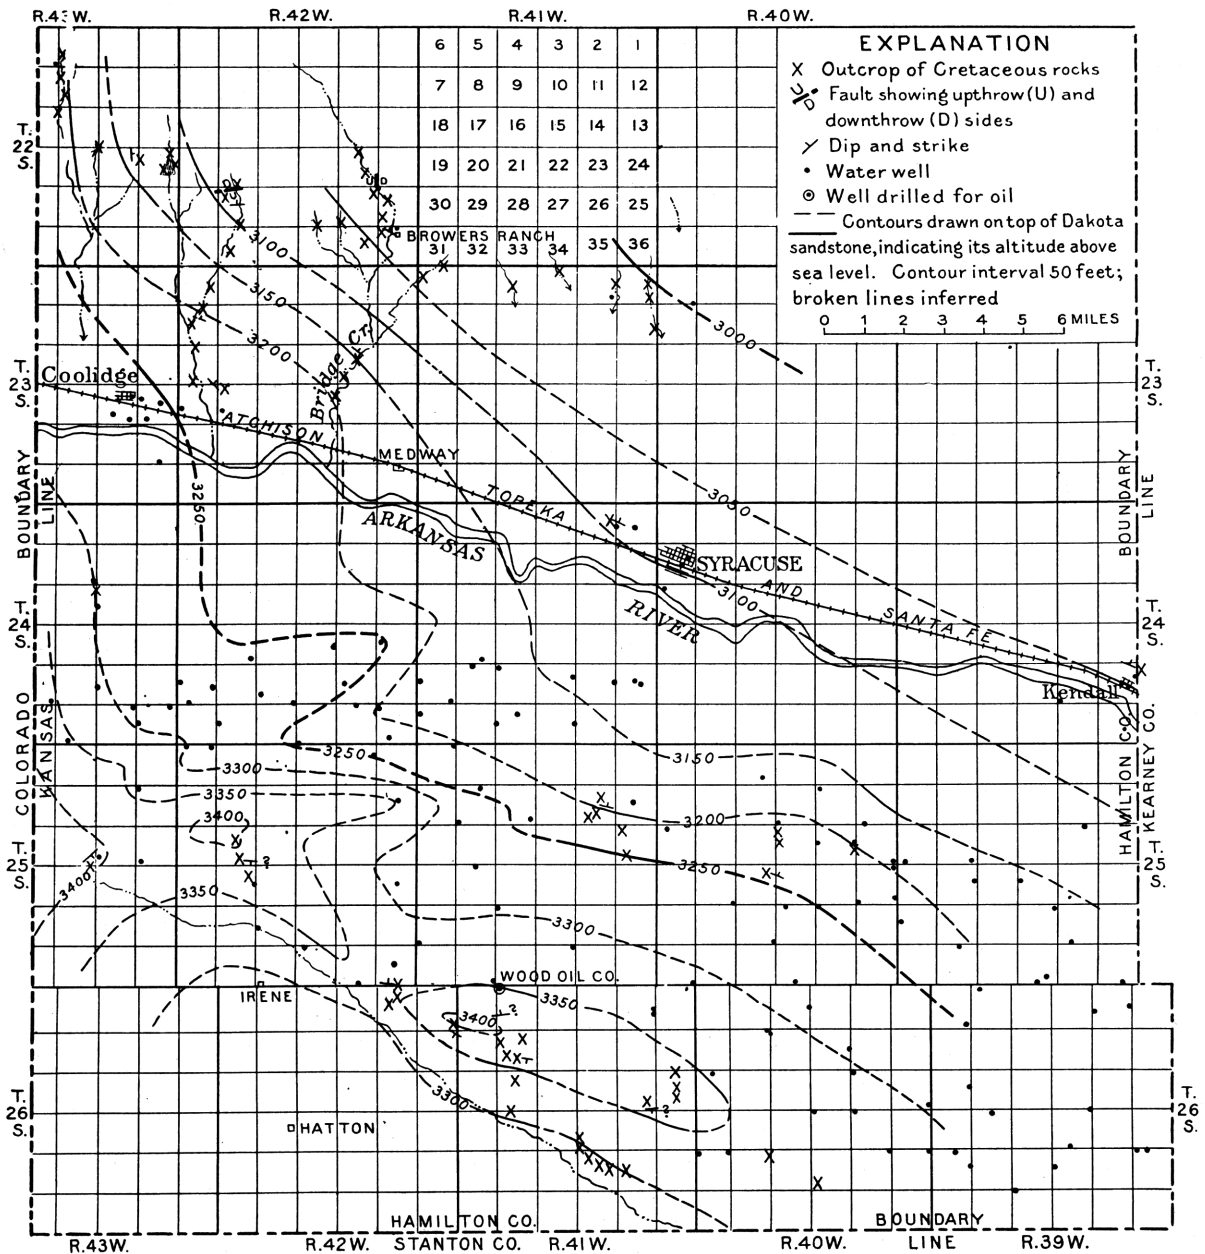 R.43W. R.42W. R.41W. R.40W.
6 5 4 3 2 1
7 8 9 10 11 12
18 17 16 15 14 13
19 20 21 22 23 24
30 29 28 27 26 25
31 32 33 34 35 36
EXPLANATION
X Outcrop of Cretaceous rocks
U D Fault showing upthrow (U) and
downthrow (D) sides
Dip and strike
Water well
Well drilled for oil
Contours drawn on top of Dakota
sandstone, indicating its altitude above
sea level. Contour interval 50 feet;
broken lines inferred
0 1 2 3 4 5 6 MILES
T.
22
S.
U D
BROWERS RANCH
3100
3150
3200
3000
Bridge Cr.
T.
23
S.
T.
23
S.
Coolidge
ATCHISON
MEDWAY
TOPEKA
3250
3050
ARKANSAS
SYRACUSE
AND
SANTA FE
3100
RIVER
BOUNDARY
LINE
BOUNDARY
LINE
T.
24
S.
T.
24
S.
Kendall
COLORADO
KANSAS
HAMILTON CO.
KEARNEY CO.
3250
3150
3300
3350
3400
3200
?
3250
T.
25
S.
T.
25
S.
3400
3350
3300
WOOD OIL CO.
IRENE
3350
3400
?
3300
?
HATTON
T.
26
S.
T.
26
S.
HAMILTON CO.
BOUNDARY
R.43W. R.42W. STANTON CO. R.41W. R.40W. LINE R.39W.